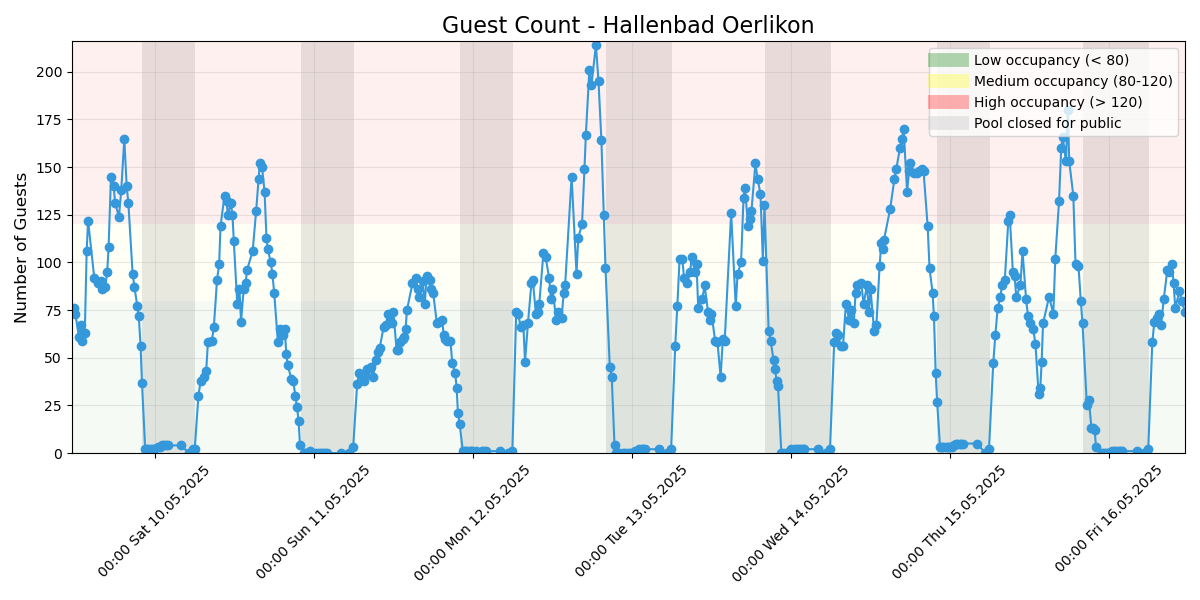 Guest Count - Hallenbad Oerlikon
Number of Guests
200
175
150
125
100
75
50
25
0
Low occupancy (< 80)
Medium occupancy (80-120)
High occupancy (> 120)
Pool closed for public
00:00 Sat 10.05.2025
00:00 Sun 11.05.2025
00:00 Mon 12.05.2025
00:00 Tue 13.05.2025
00:00 Wed 14.05.2025
00:00 Thu 15.05.2025
00:00 Fri 16.05.2025